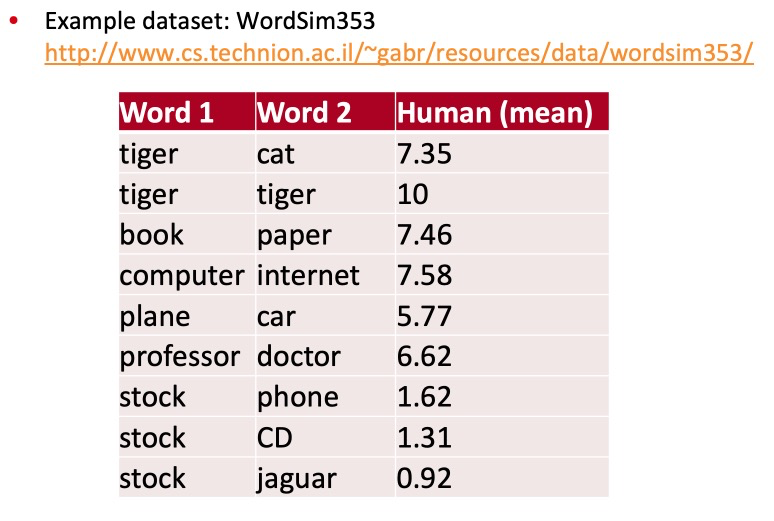 • Example dataset: WordSim353
http://www.cs.technion.ac.il/~gabr/resources/data/wordsim353/
Word 1 Word 2 Human (mean)
tiger cat 7.35
tiger tiger 10
book paper 7.46
computer internet 7.58
plane car 5.77
professor doctor 6.62
stock phone 1.62
stock CD 1.31
stock jaguar 0.92